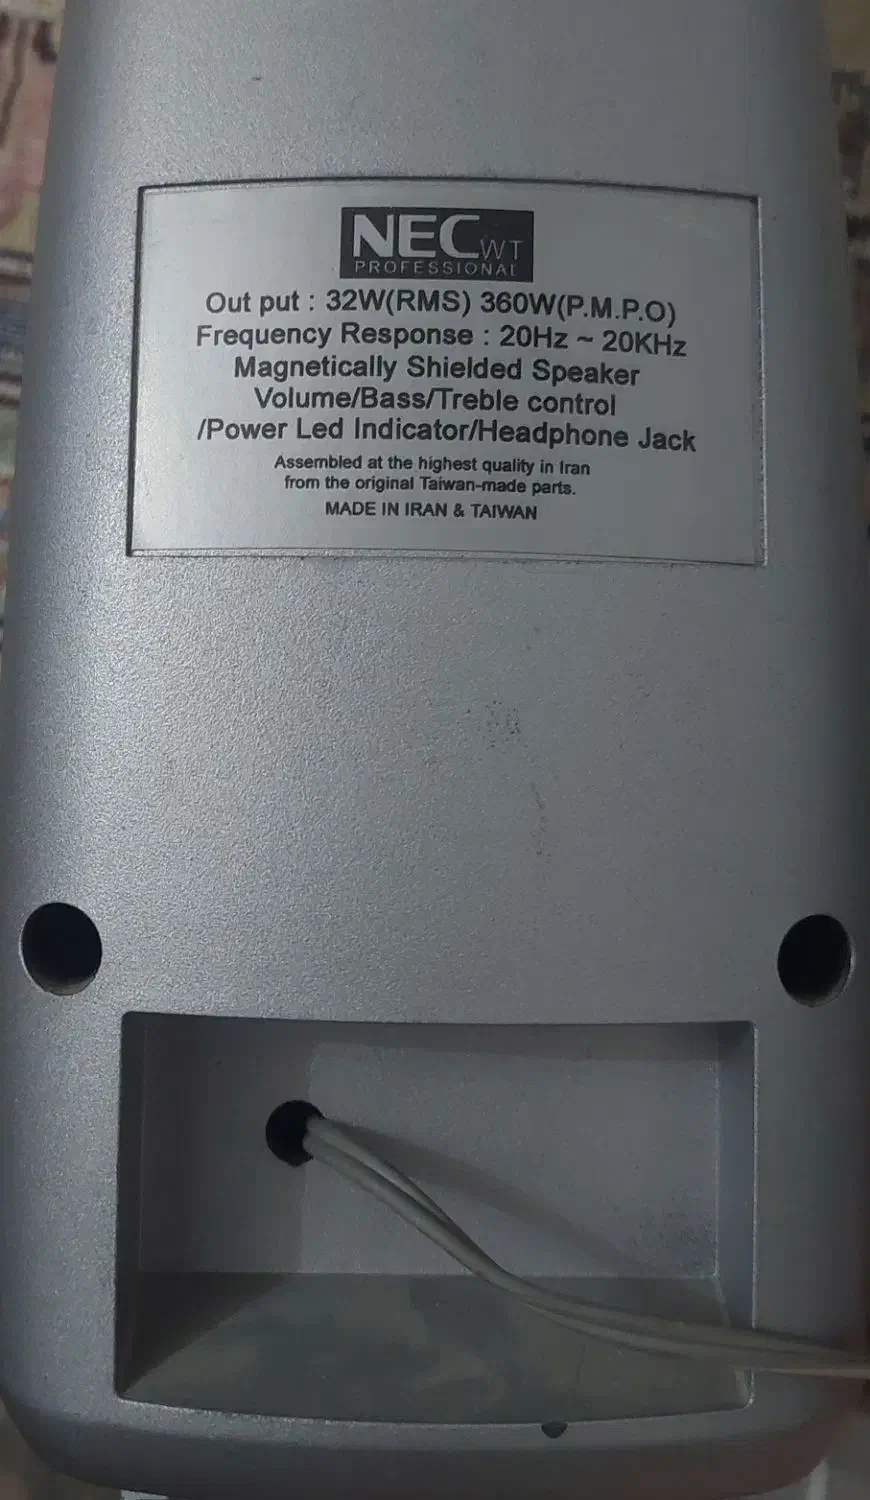 NEC WT
PROFESSIONAL
Out put : 32W(RMS) 360W(P.M.P.O)
Frequency Response : 20Hz ~ 20KHz
Magnetically Shielded Speaker
Volume/Bass/Treble control
/Power Led Indicator/Headphone Jack
Assembled at the highest quality in Iran
from the original Taiwan-made parts.
MADE IN IRAN & TAIWAN